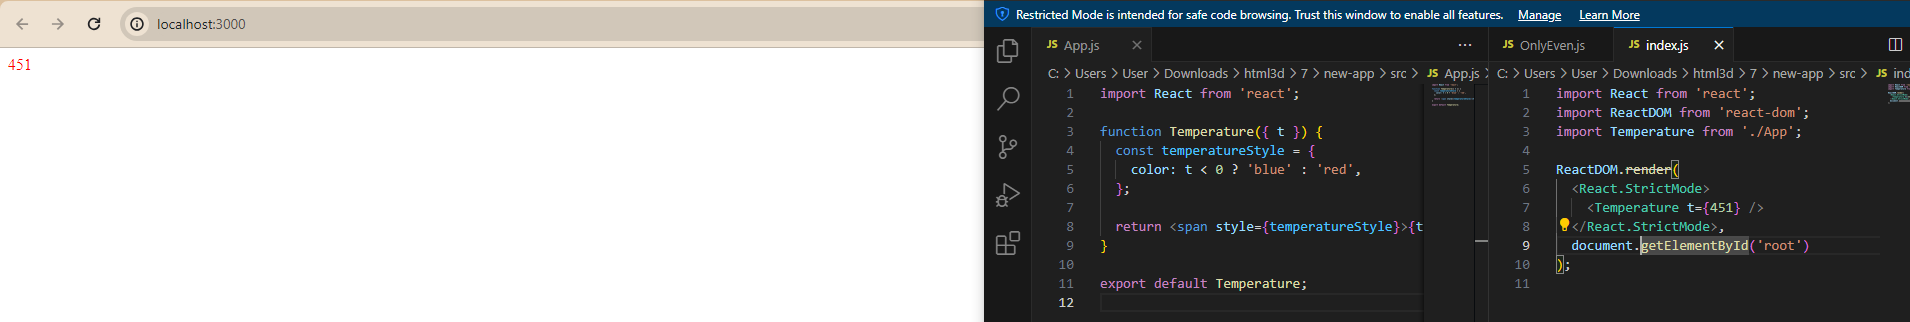 localhost:3000
451
Restricted Mode is intended for safe code browsing. Trust this window to enable all features. Manage Learn More
JS App.js
C: > Users > User > Downloads > html3d > 7 > new-app > src > JS App.js >
1 import React from 'react';
2
3 function Temperature({ t }) {
4 const temperatureStyle = {
5 color: t < 0 ? 'blue' : 'red',
6 };
7
8 return <span style={temperatureStyle}>{t
9 }
10
11 export default Temperature;
12
JS OnlyEven.js JS index.js
C: > Users > User > Downloads > html3d > 7 > new-app > src > JS ind
1 import React from 'react';
2 import ReactDOM from 'react-dom';
3 import Temperature from './App';
4
5 ReactDOM.render(
6 <React.StrictMode>
7 <Temperature t={451} />
8 </React.StrictMode>,
9 document.getElementById('root')
10 );
11